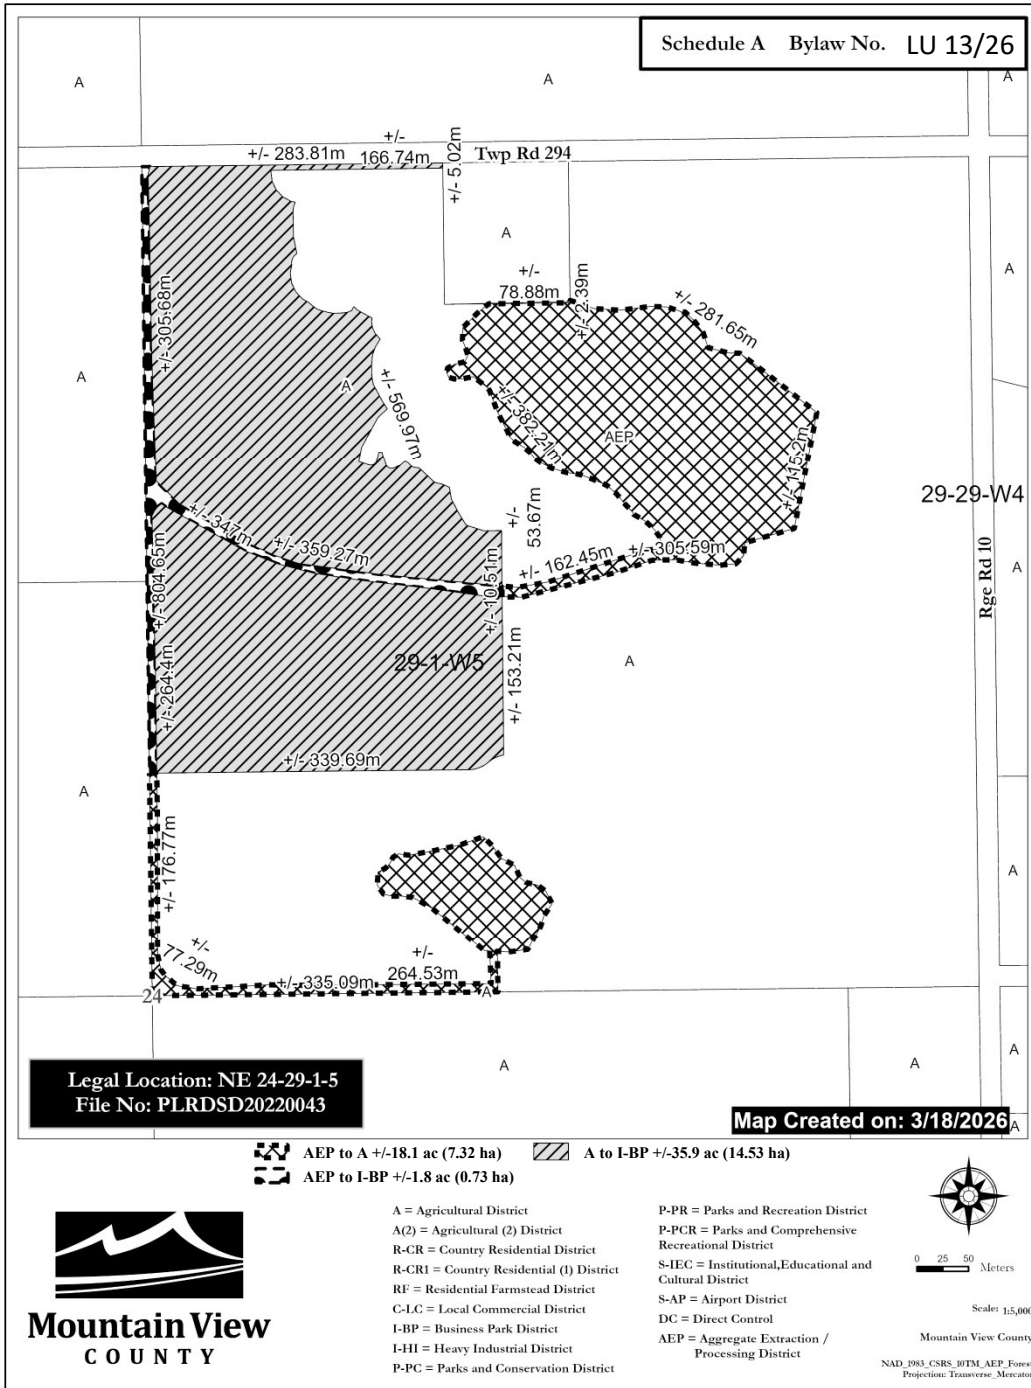 Schedule A Bylaw No. LU 13/26
A
A
A
+/- 283.81m
+/-
166.74m
+/- 5.02m
Twp Rd 294
A
A
+/-
78.88m
+/- 2.39m
+/- 281.65m
+/- 305.68m
A
A
+/- 569.97m
+/- 382.21m
AEP
+/- 115.2m
29-29-W4
+/- 347m
+/- 359.27m
+/-
53.67m
+/- 162.45m
+/- 305.59m
+/- 10.51m
+/- 804.65m
Rge Rd 10
A
+/- 264.4m
29-1-W5
+/- 153.21m
A
+/- 339.69m
A
+/- 176.77m
A
+/-
77.29m
+/- 335.09m
+/-
264.53m
A
24
A
A
A
A
Legal Location: NE 24-29-1-5
File No: PLRDSD20220043
Map Created on: 3/18/2026
AEP to A +/-18.1 ac (7.32 ha)
A to I-BP +/-35.9 ac (14.53 ha)
AEP to I-BP +/-1.8 ac (0.73 ha)
A = Agricultural District
A(2) = Agricultural (2) District
R-CR = Country Residential District
R-CR1 = Country Residential (1) District
RF = Residential Farmstead District
C-LC = Local Commercial District
I-BP = Business Park District
I-HI = Heavy Industrial District
P-PC = Parks and Conservation District
P-PR = Parks and Recreation District
P-PCR = Parks and Comprehensive
Recreational District
S-IEC = Institutional,Educational and
Cultural District
S-AP = Airport District
DC = Direct Control
AEP = Aggregate Extraction /
Processing District
Mountain View
COUNTY
0 25 50
Meters
Scale: 1:5,000
Mountain View County
NAD_1983_CSRS_10TM_AEP_Forest
Projection: Transverse_Mercator